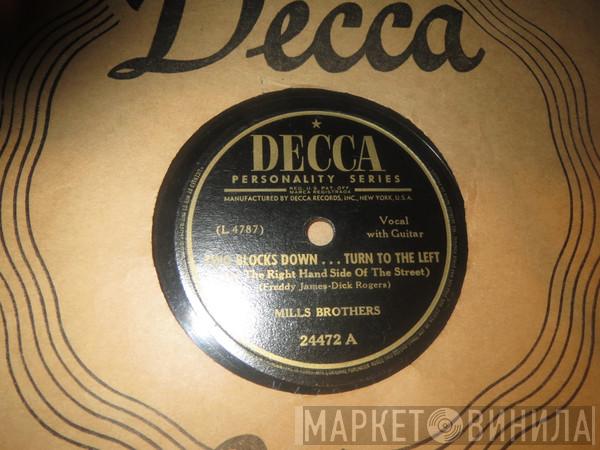 Decca
DECCA
PERSONALITY SERIES
REG. U.S. PAT. OFF.
MARCA REGISTRADA
MANUFACTURED BY DECCA RECORDS, INC., NEW YORK, U.S.A.
(L 4787)
Vocal
with Guitar
BLOCKS DOWN . . . TURN TO THE LEFT
The Right Hand Side Of The Street)
(Freddy James-Dick Rogers)
MILLS BROTHERS
24472 A
МАРКЕТ ВИНИЛА